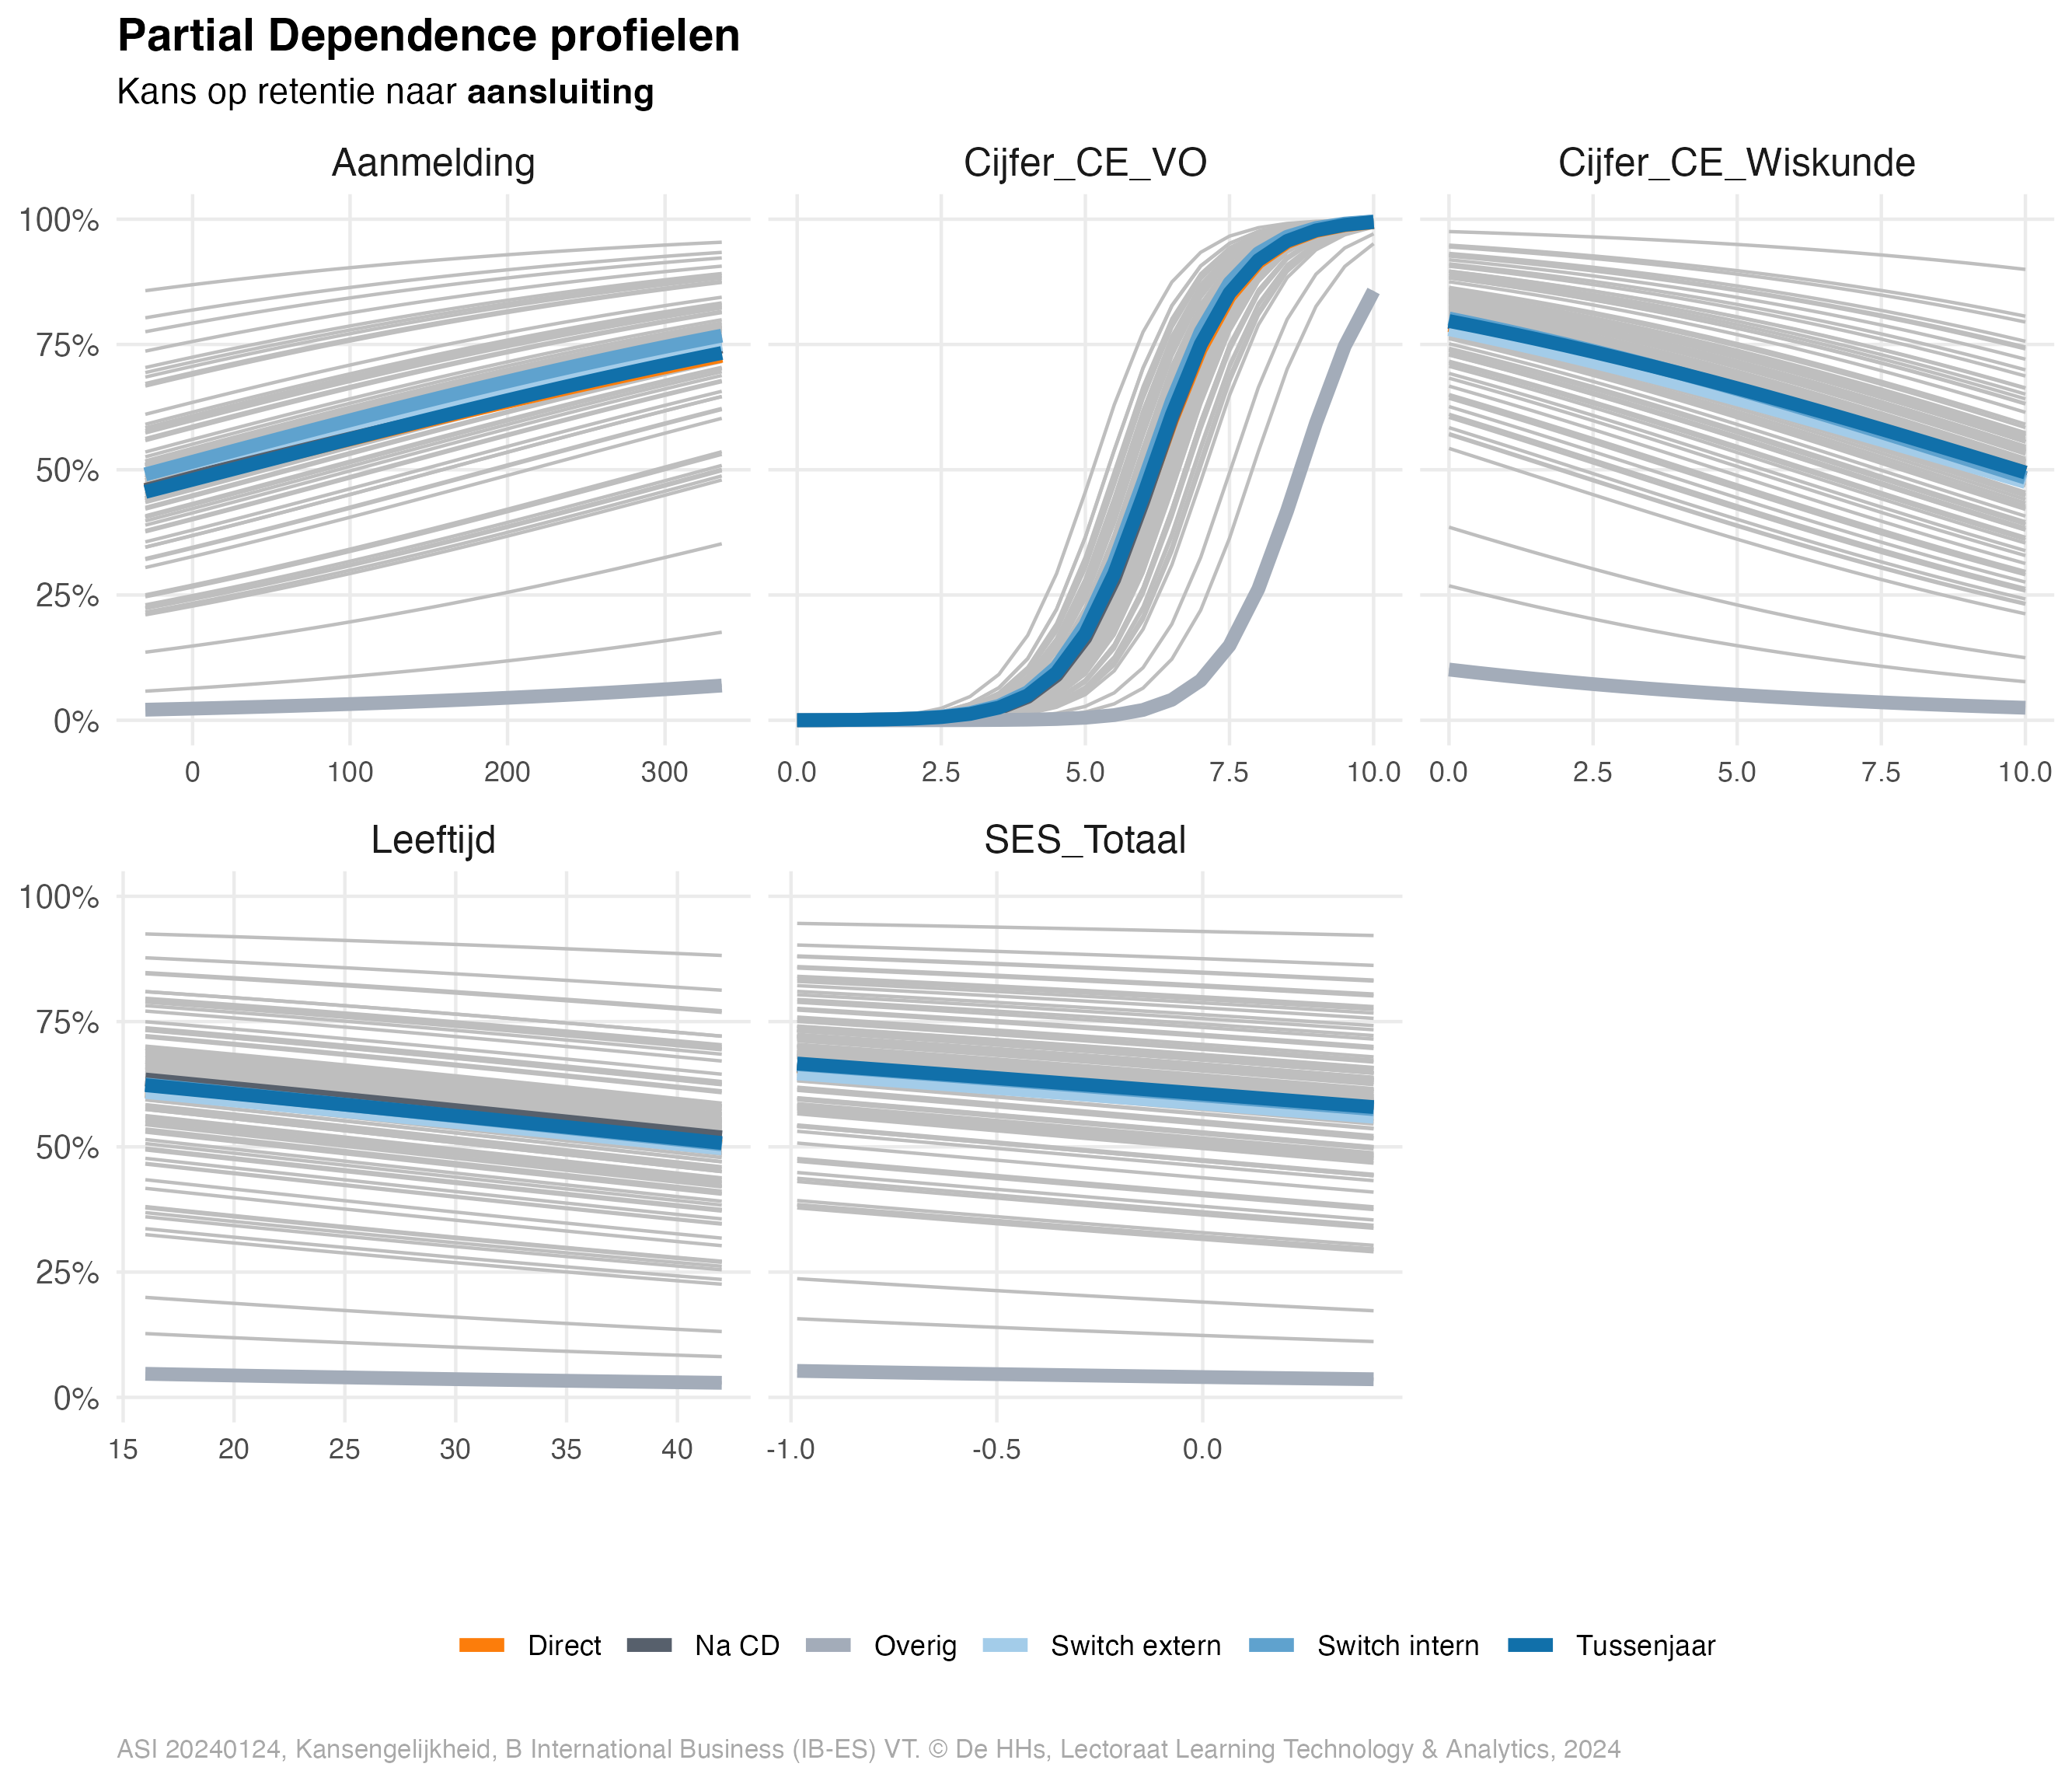 Partial Dependence profielen
Kans op retentie naar aansluiting
Aanmelding
Cijfer_CE_VO
Cijfer_CE_Wiskunde
100%
75%
50%
25%
0%
0 100 200 300
0.0 2.5 5.0 7.5 10.0
0.0 2.5 5.0 7.5 10.0
Leeftijd
SES_Totaal
100%
75%
50%
25%
0%
15 20 25 30 35 40
-1.0 -0.5 0.0
Direct Na CD Overig Switch extern Switch intern Tussenjaar
ASI 20240124, Kansengelijkheid, B International Business (IB-ES) VT. © De HHs, Lectoraat Learning Technology & Analytics, 2024